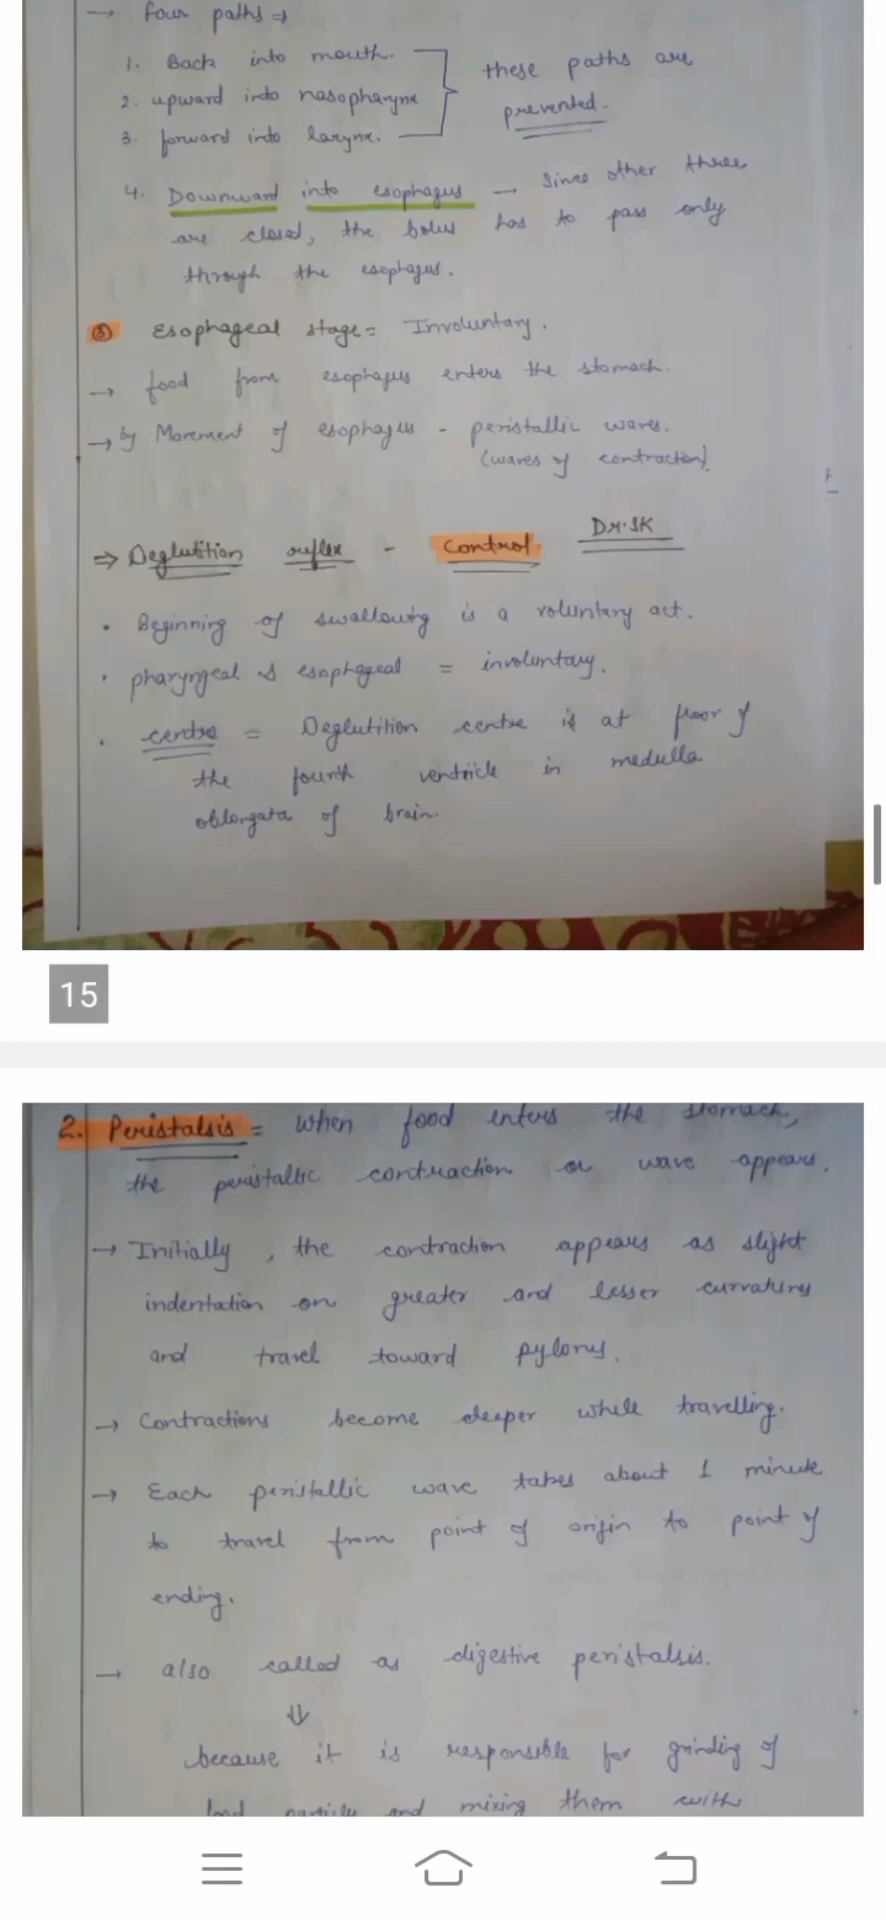 → four paths ⇒
1. Back into mouth.
2. upward into nasopharynx
3. forward into larynx.
these paths are
prevented.
4. Downward into esophagus → since other three
are closed, the bolus has to pass only
through the esophagus.
③ Esophageal stage = Involuntary.
→ food from esophagus enters the stomach.
→ by Movement of esophagus - peristaltic waves.
(waves of contraction)
⇒ Deglutition reflex - control.
Dr. SK
• Beginning of swallowing is a voluntary act.
• pharyngeal & esophageal = involuntary.
• centre = Deglutition centre is at floor of
the fourth ventricle in medulla
oblongata of brain.
15
2. Peristalsis = when food enters the stomach,
the peristaltic contraction or wave appears.
→ Initially, the contraction appears as slight
indentation on greater and lesser curvatures
and travel toward pylorus.
→ Contractions become deeper while travelling.
→ Each peristallic wave takes about 1 minute
to travel from point of origin to point of
ending.
→ also called as digestive peristalsis.
⇓
because it is responsible for grinding of
and mixing them with